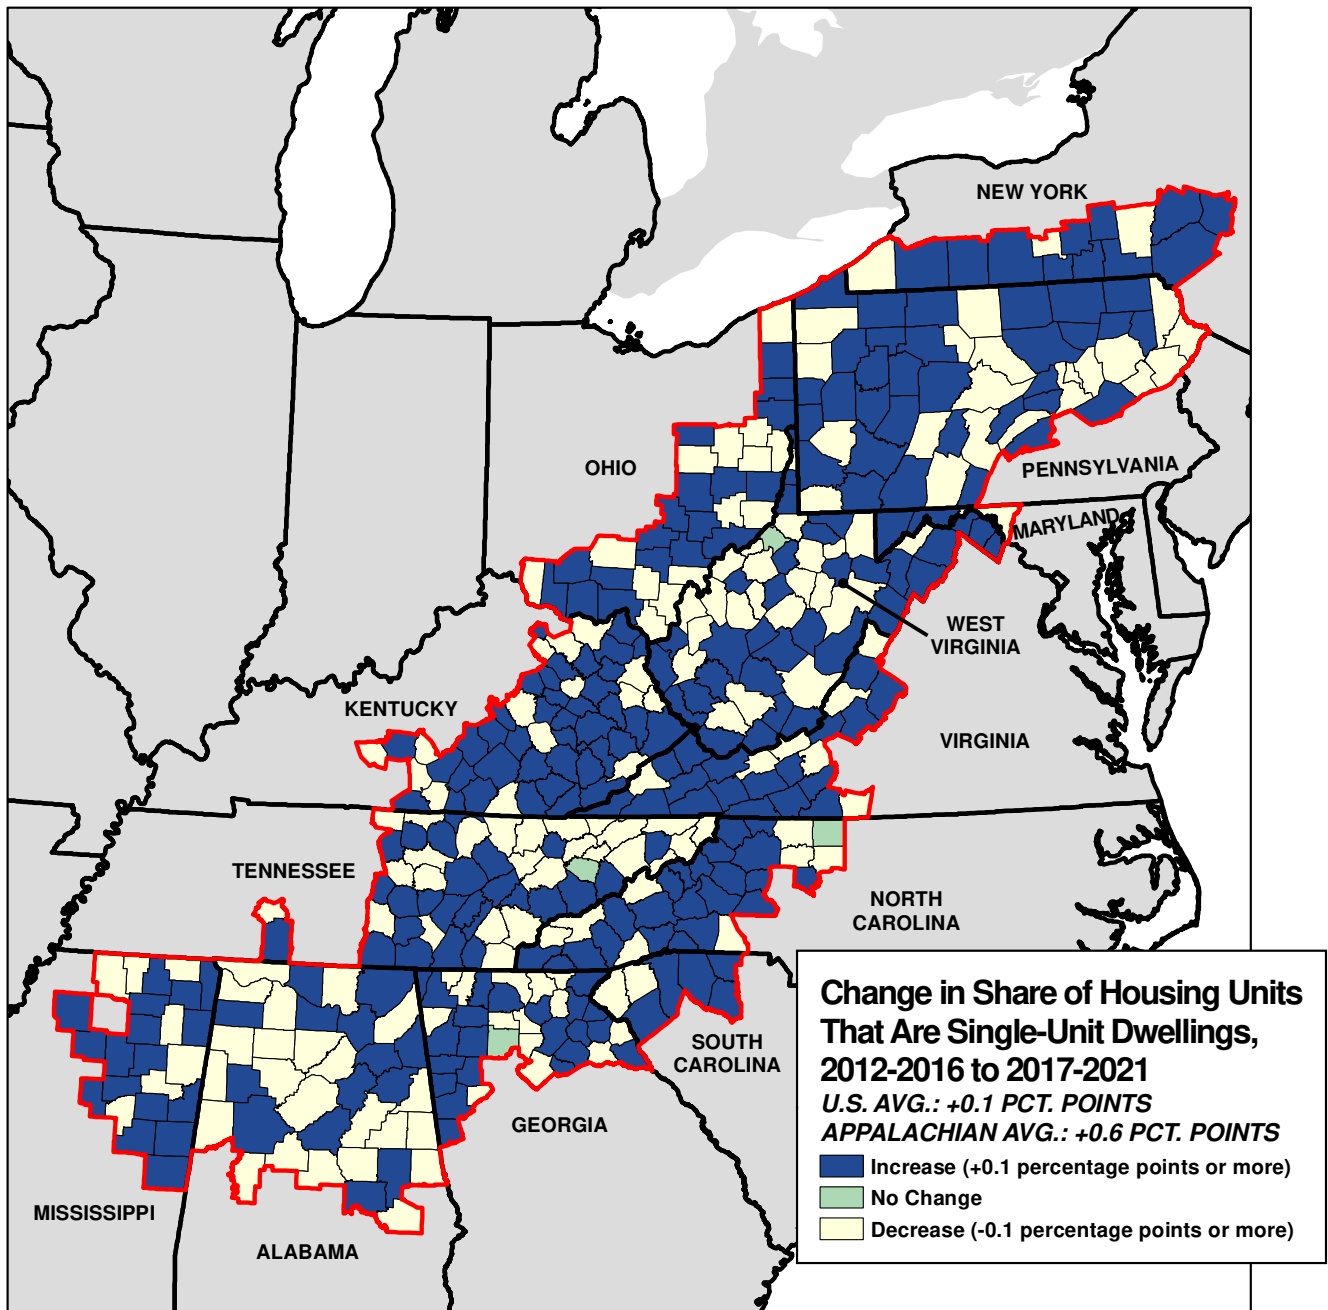 NEW YORK
OHIO
PENNSYLVANIA
MARYLAND
WEST
VIRGINIA
KENTUCKY
VIRGINIA
TENNESSEE
NORTH
CAROLINA
SOUTH
CAROLINA
GEORGIA
MISSISSIPPI
ALABAMA
Change in Share of Housing Units
That Are Single-Unit Dwellings,
2012-2016 to 2017-2021
U.S. AVG.: +0.1 PCT. POINTS
APPALACHIAN AVG.: +0.6 PCT. POINTS
Increase (+0.1 percentage points or more)
No Change
Decrease (-0.1 percentage points or more)